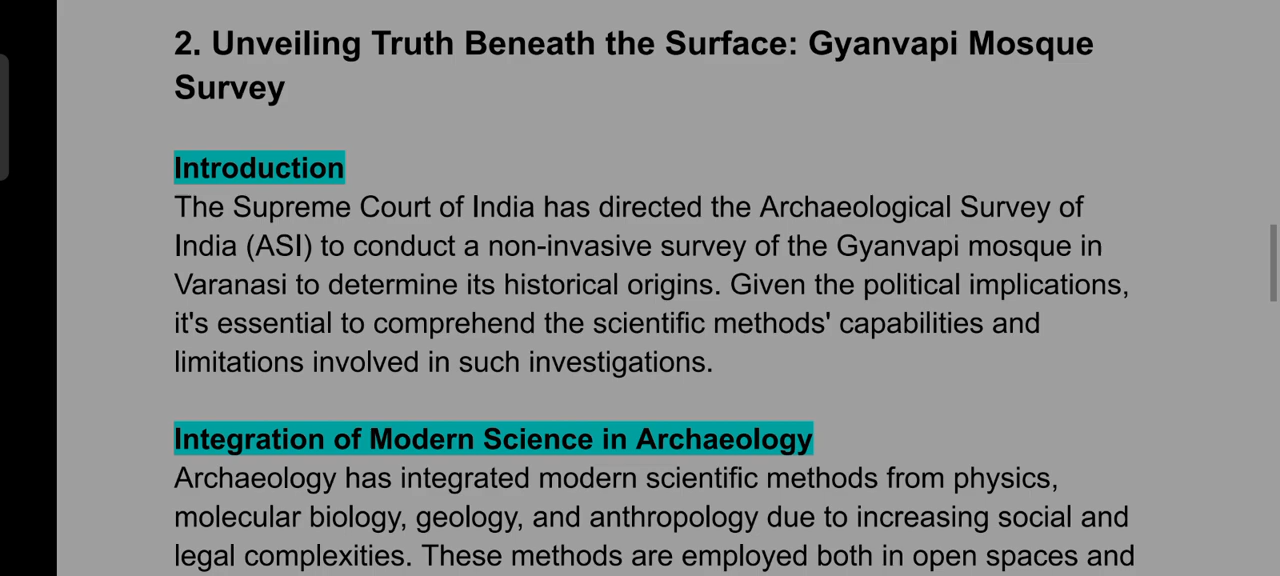 2. Unveiling Truth Beneath the Surface: Gyanvapi Mosque
Survey
Introduction
The Supreme Court of India has directed the Archaeological Survey of
India (ASI) to conduct a non-invasive survey of the Gyanvapi mosque in
Varanasi to determine its historical origins. Given the political implications,
it's essential to comprehend the scientific methods' capabilities and
limitations involved in such investigations.
Integration of Modern Science in Archaeology
Archaeology has integrated modern scientific methods from physics,
molecular biology, geology, and anthropology due to increasing social and
legal complexities. These methods are employed both in open spaces and